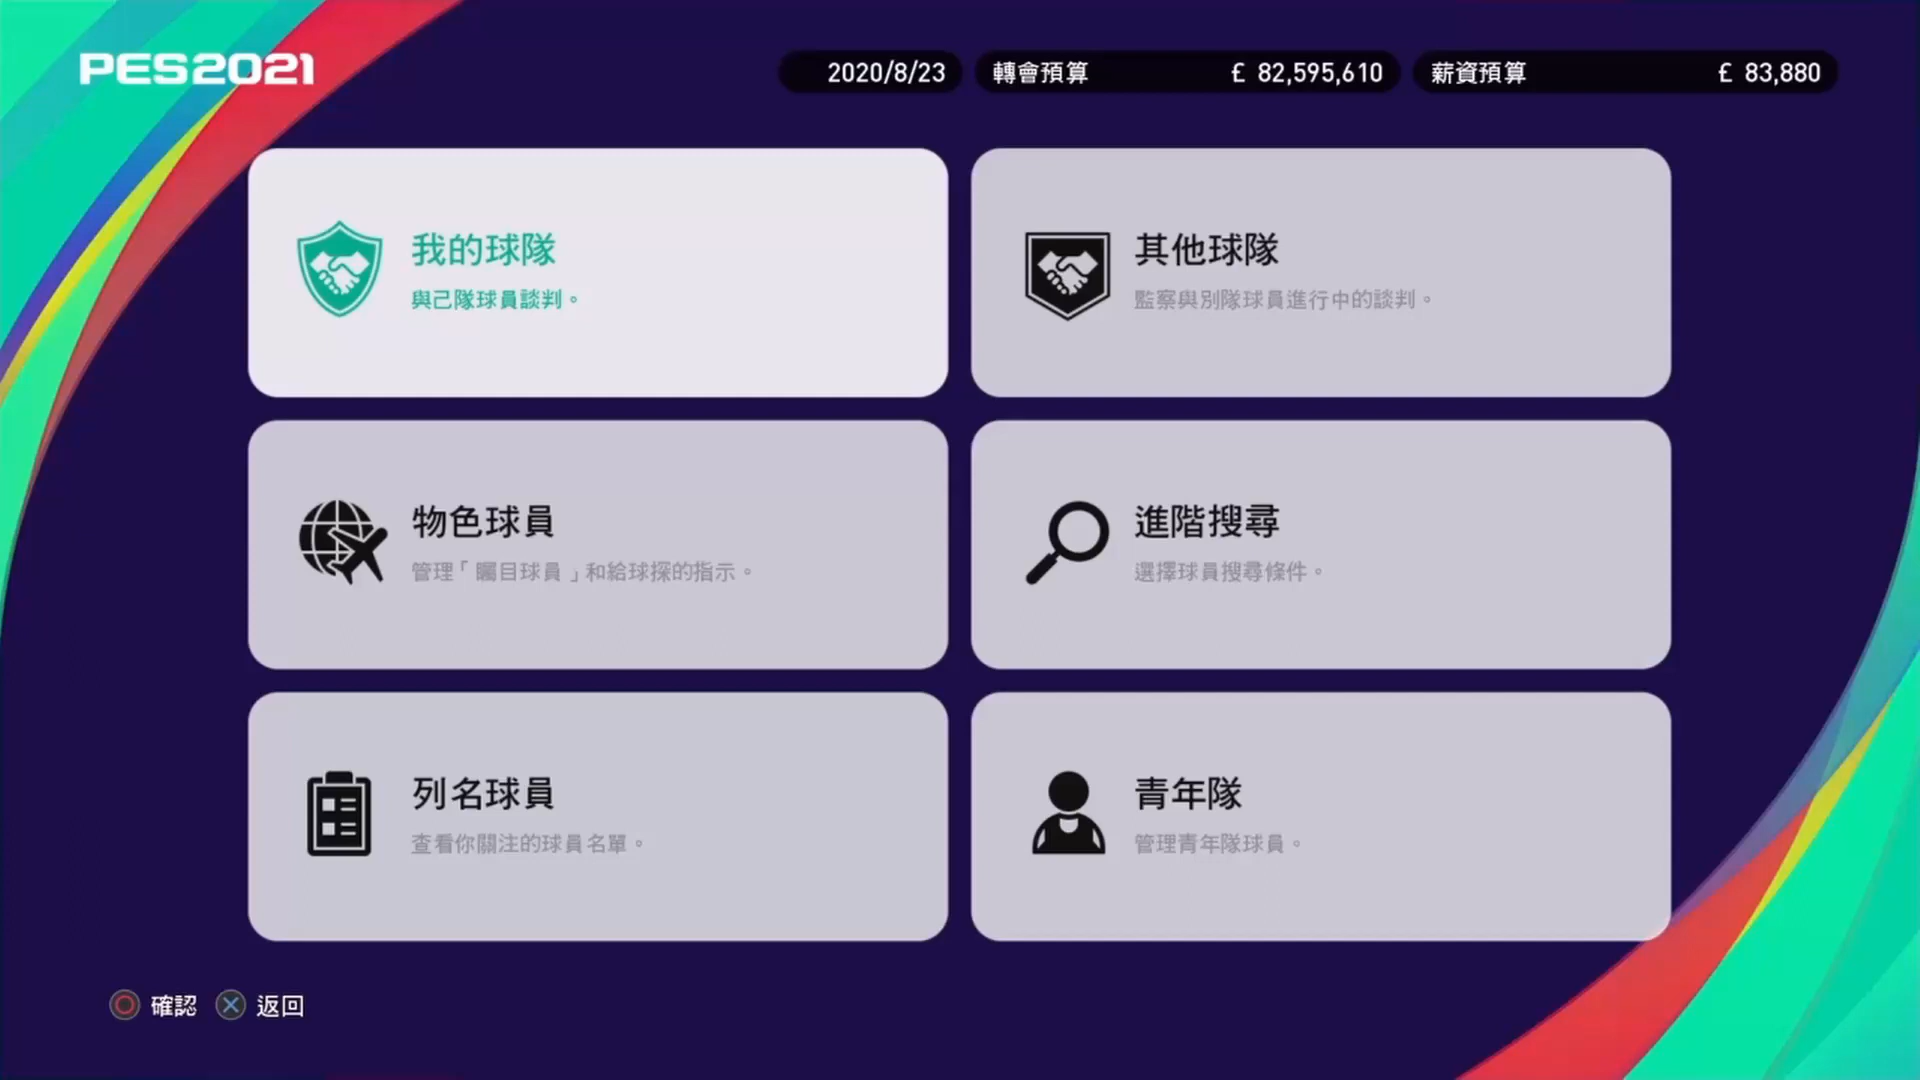 PES2021
2020/8/23
轉會預算 £ 82,595,610
薪資預算 £ 83,880
我的球隊
與己隊球員談判。
其他球隊
監察與別隊球員進行中的談判。
物色球員
管理「矚目球員」和給球探的指示。
進階搜尋
選擇球員搜尋條件。
列名球員
查看你關注的球員名單。
青年隊
管理青年隊球員。
確認 返回